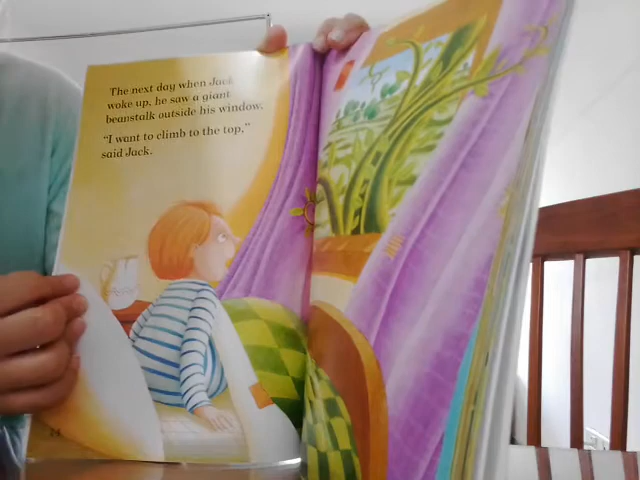 The next day when Jack
woke up, he saw a giant
beanstalk outside his window.
"I want to climb to the top,"
said Jack.